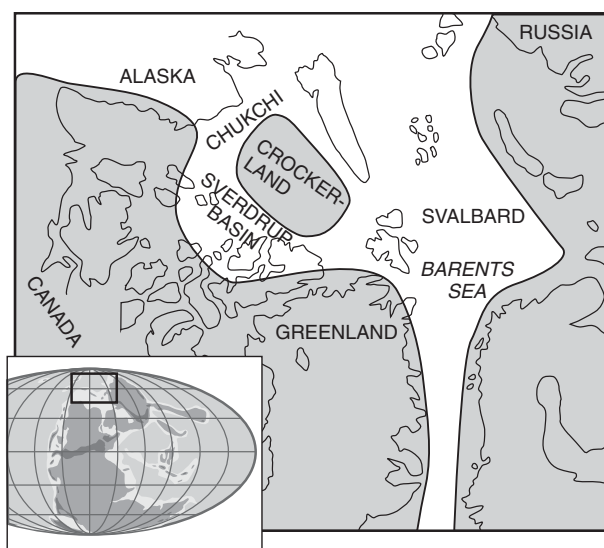 RUSSIA
ALASKA
CHUKCHI
CROCKER-
LAND
SVERDRUP
BASIN
SVALBARD
BARENTS
SEA
CANADA
GREENLAND